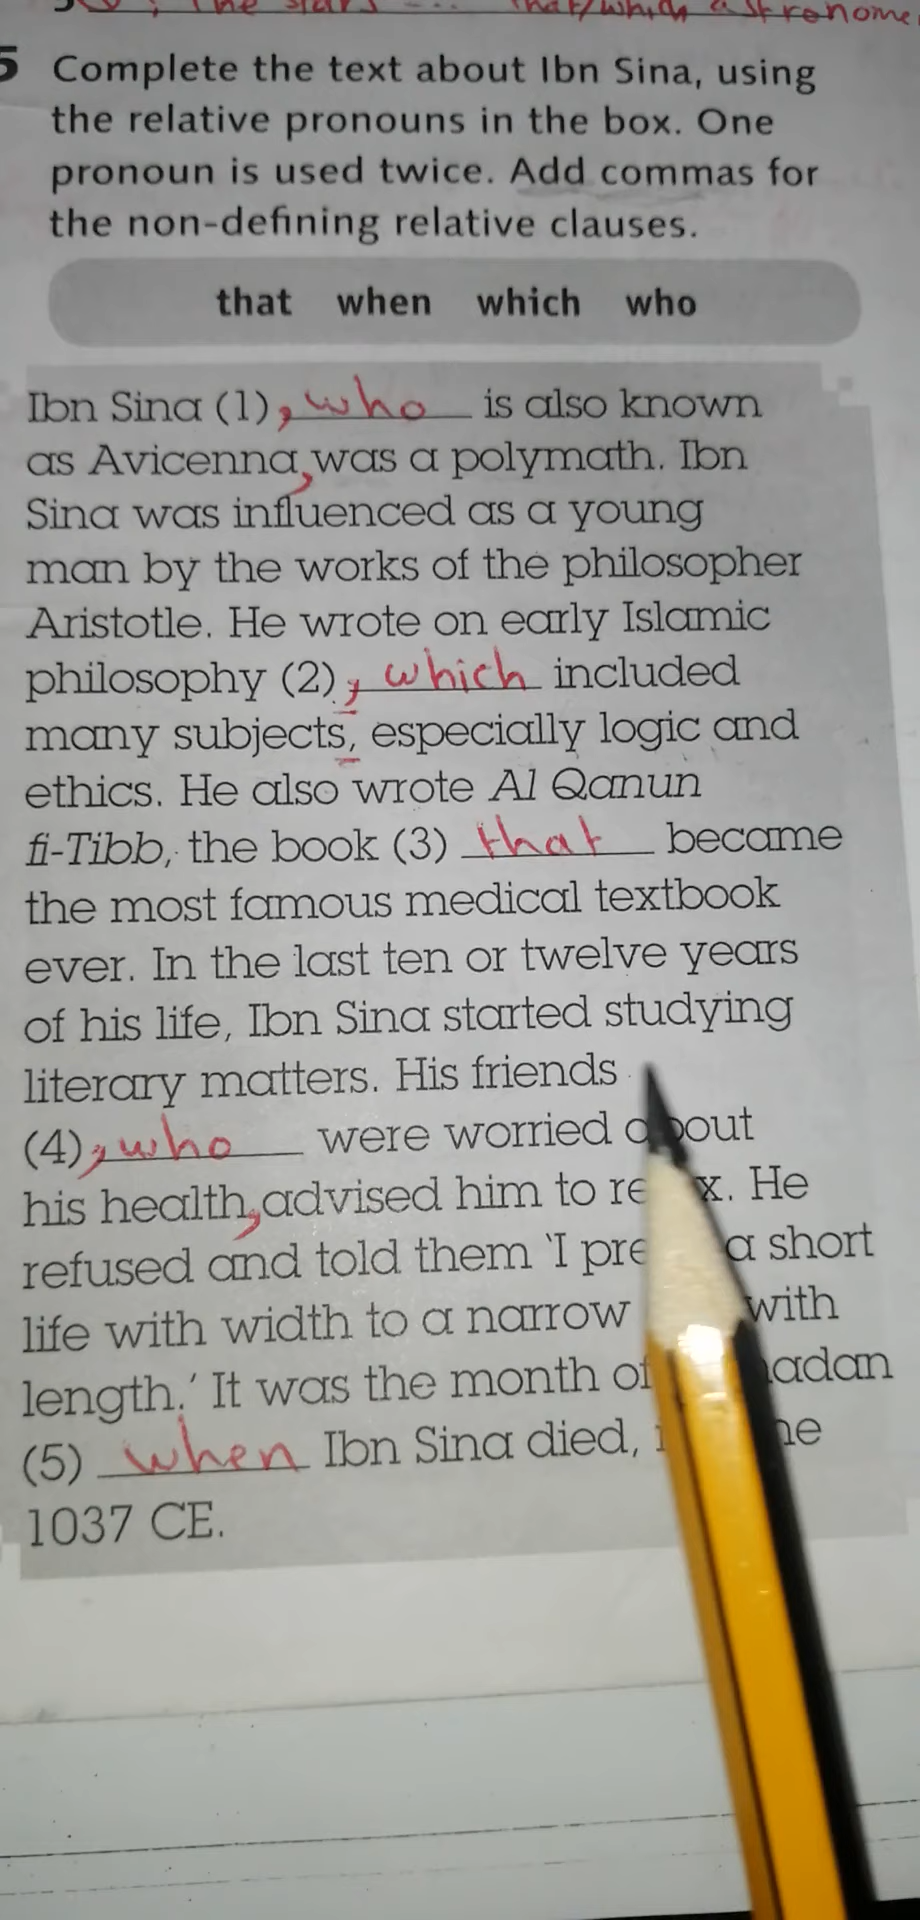 the stars ... that/which astronome
5 Complete the text about Ibn Sina, using
the relative pronouns in the box. One
pronoun is used twice. Add commas for
the non-defining relative clauses.
that when which who
Ibn Sina (1) , who is also known
as Avicenna, was a polymath. Ibn
Sina was influenced as a young
man by the works of the philosopher
Aristotle. He wrote on early Islamic
philosophy (2) , which included
many subjects, especially logic and
ethics. He also wrote Al Qanun
fi-Tibb, the book (3) that became
the most famous medical textbook
ever. In the last ten or twelve years
of his life, Ibn Sina started studying
literary matters. His friends
(4) , who were worried about
his health, advised him to re x. He
refused and told them 'I pre a short
life with width to a narrow with
length.' It was the month of adan
(5) when Ibn Sina died, ne
1037 CE.